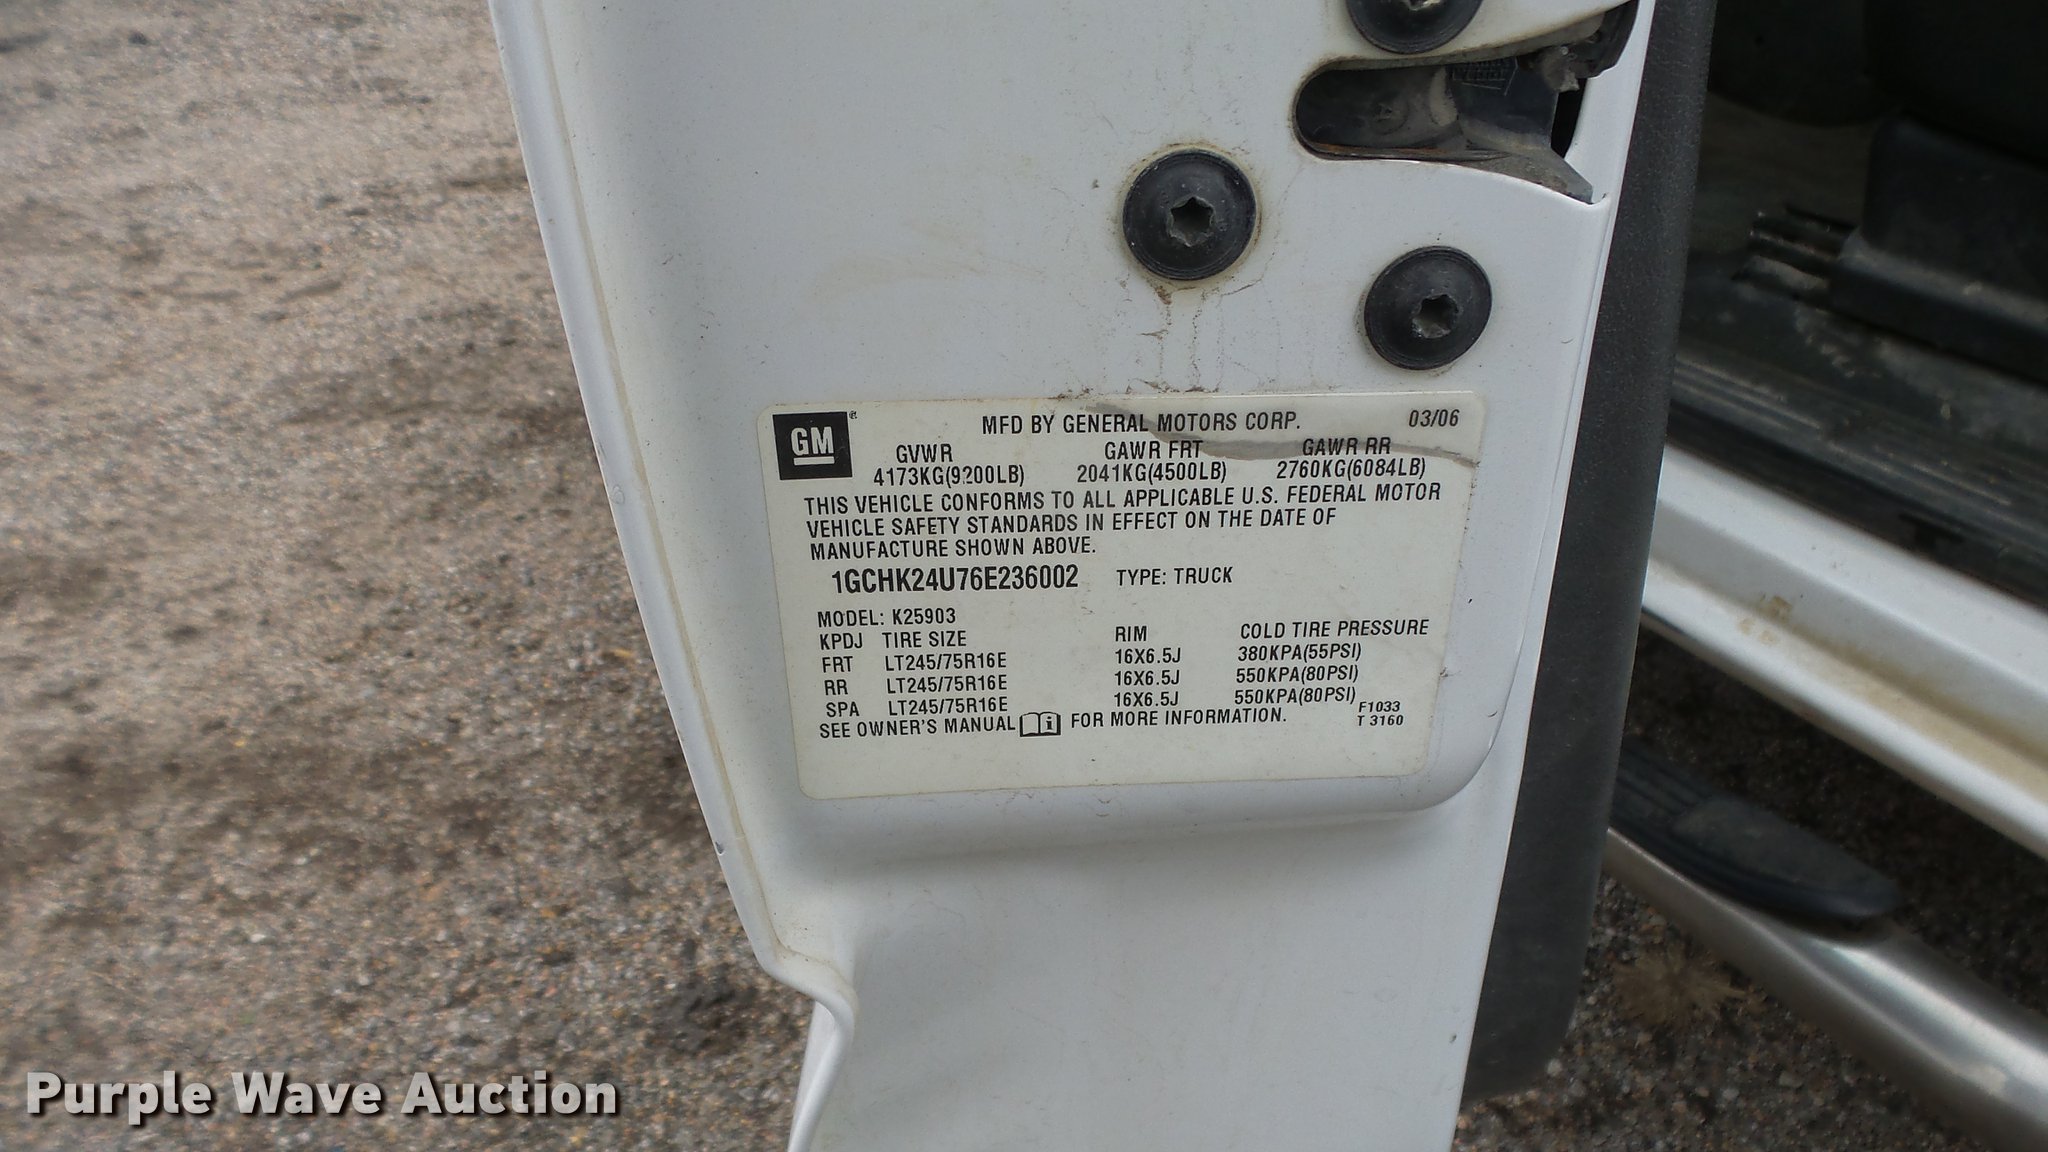 GM ® MFD BY GENERAL MOTORS CORP. 03/06
GVWR GAWR FRT GAWR RR
4173KG(9200LB) 2041KG(4500LB) 2760KG(6084LB)
THIS VEHICLE CONFORMS TO ALL APPLICABLE U.S. FEDERAL MOTOR
VEHICLE SAFETY STANDARDS IN EFFECT ON THE DATE OF
MANUFACTURE SHOWN ABOVE.
1GCHK24U76E236002 TYPE: TRUCK
MODEL: K25903
KPDJ TIRE SIZE RIM COLD TIRE PRESSURE
FRT LT245/75R16E 16X6.5J 380KPA(55PSI)
RR LT245/75R16E 16X6.5J 550KPA(80PSI)
SPA LT245/75R16E 16X6.5J 550KPA(80PSI)
SEE OWNER'S MANUAL FOR MORE INFORMATION. F1033
T 3160
Purple Wave Auction